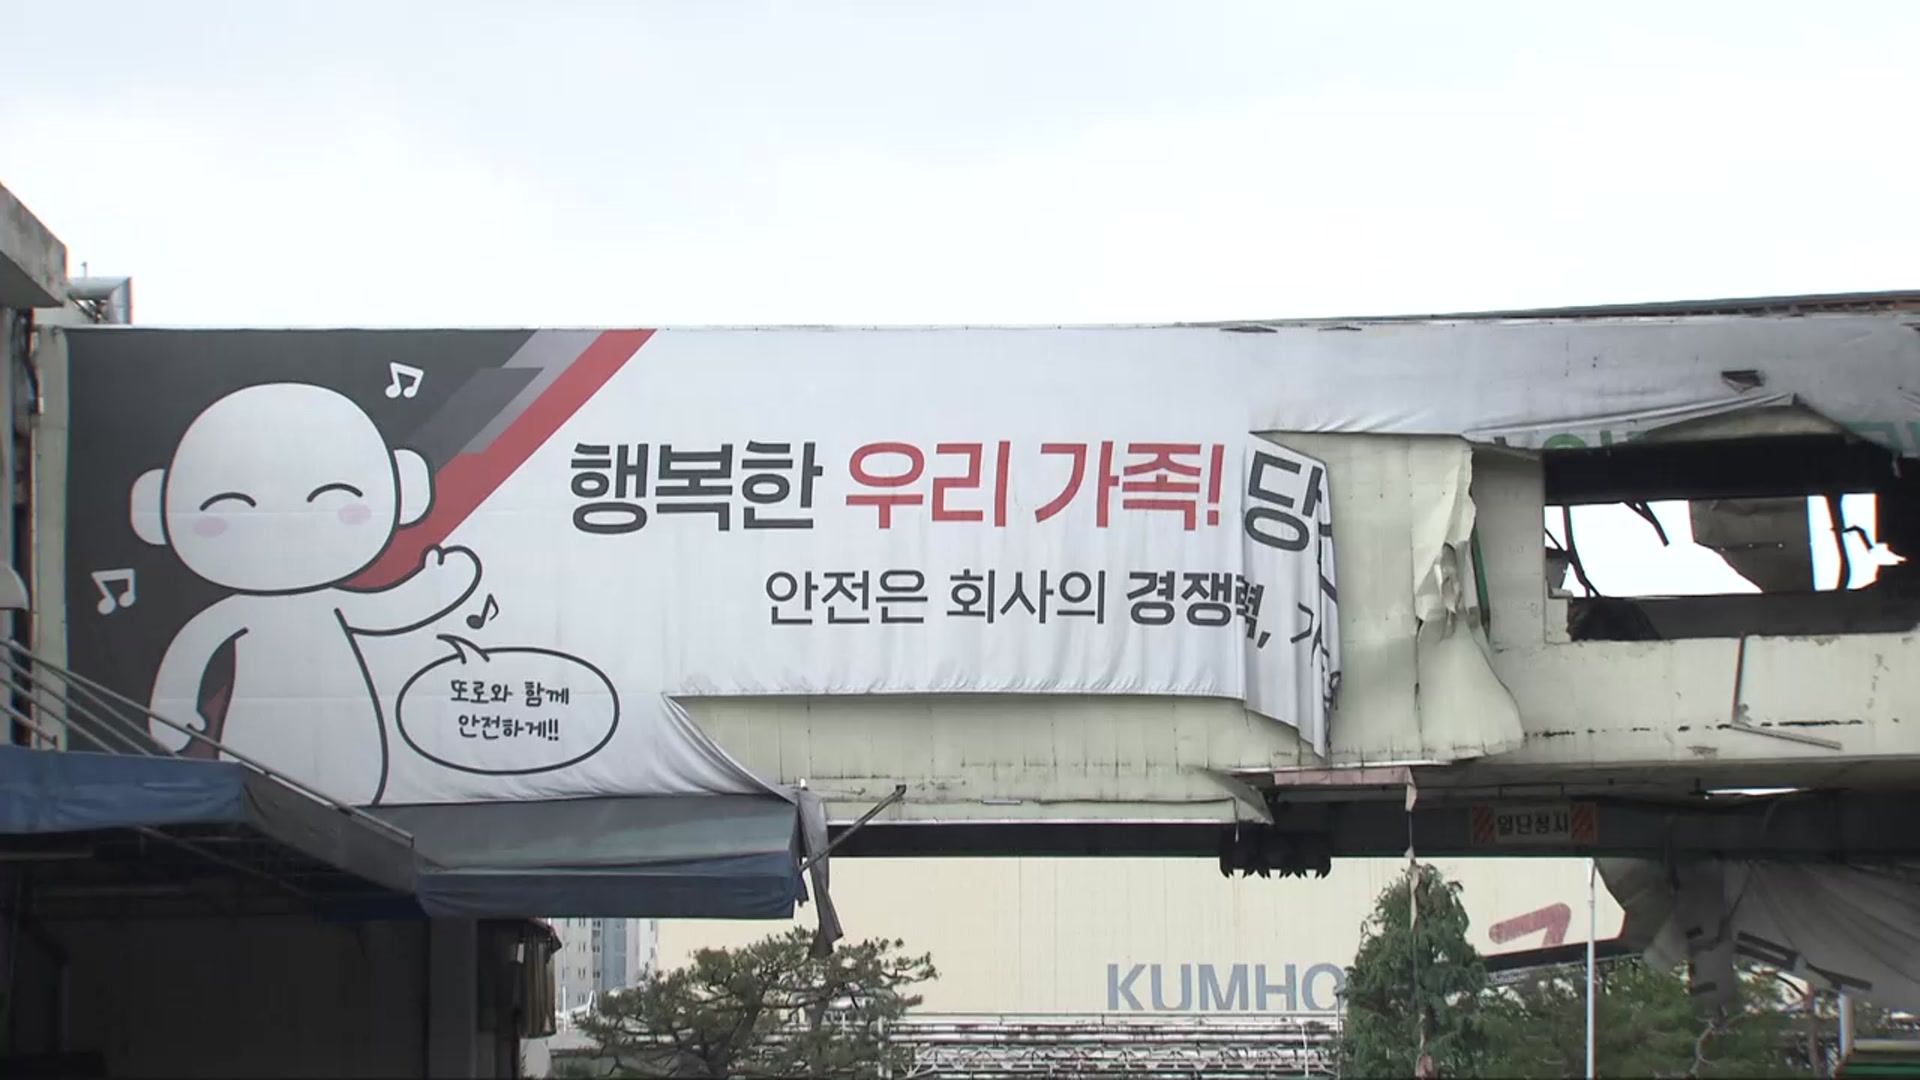 행복한 우리 가족! 당
안전은 회사의 경쟁력,
또로와 함께
안전하게!!
일단정지
KUMHO